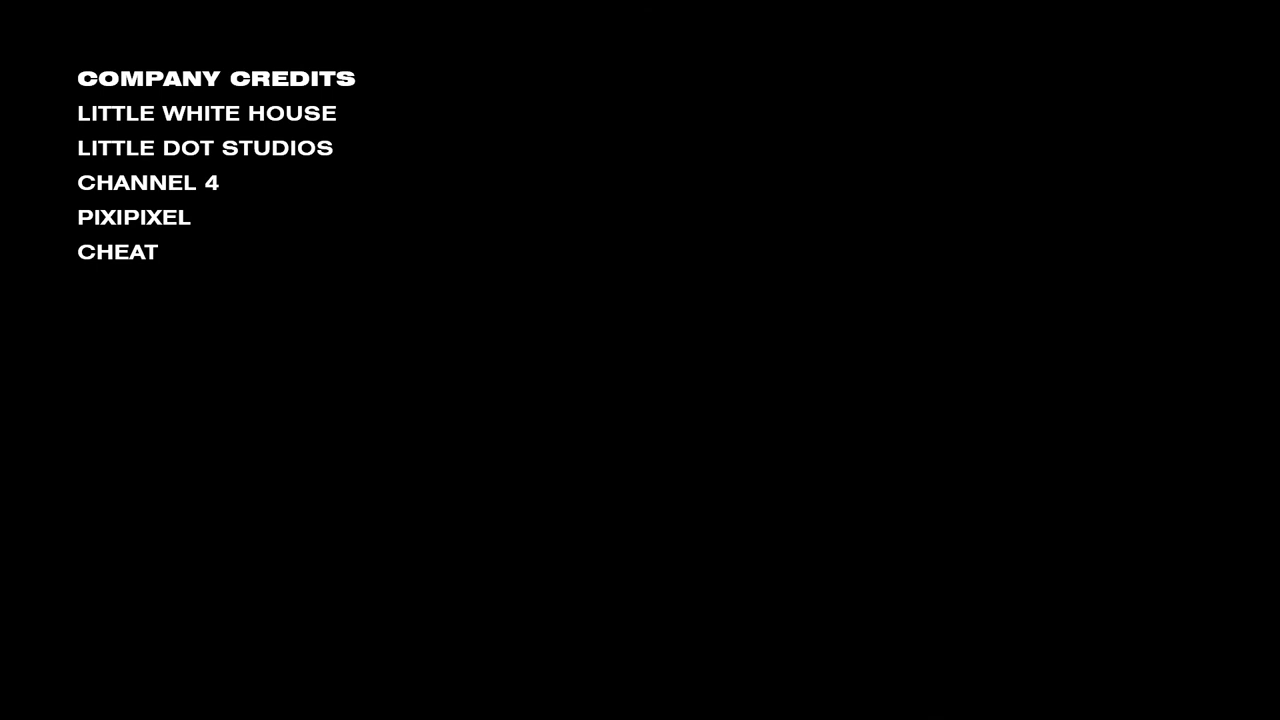 COMPANY CREDITS
LITTLE WHITE HOUSE
LITTLE DOT STUDIOS
CHANNEL 4
PIXIPIXEL
CHEAT